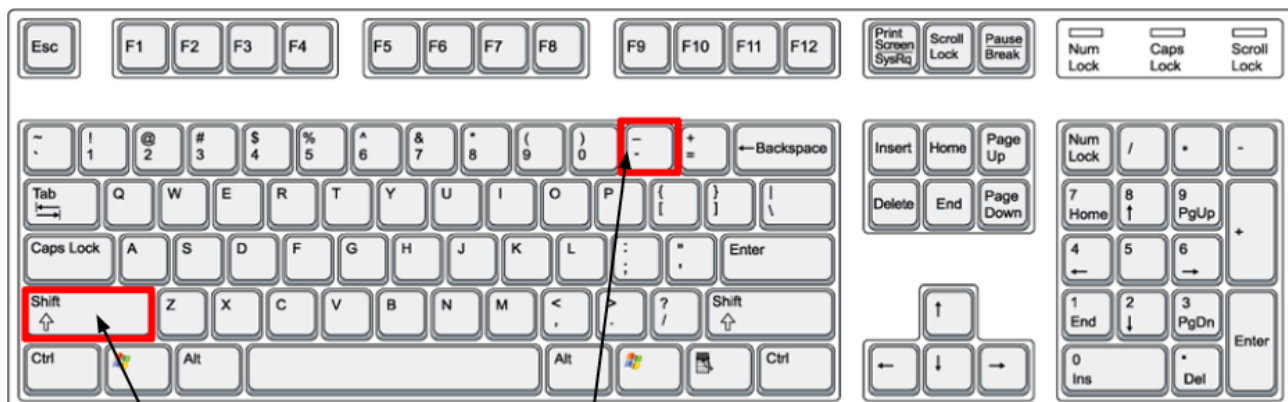 Esc F1 F2 F3 F4 F5 F6 F7 F8 F9 F10 F11 F12 Print Screen SysRq Scroll Lock Pause Break Num Lock Caps Lock Scroll Lock
~ ` ! 1 @ 2 # 3 $ 4 % 5 ^ 6 & 7 * 8 ( 9 ) 0 _ - + = ←Backspace Insert Home Page Up Num Lock / * -
Tab Q W E R T Y U I O P { [ } ] | \ Delete End Page Down 7 Home 8 ↑ 9 PgUp +
Caps Lock A S D F G H J K L : ; " ' Enter 4 ← 5 6 →
Shift Z X C V B N M < , > . ? / Shift ↑ 1 End 2 ↓ 3 PgDn Enter
Ctrl Alt Alt Ctrl ← ↓ → 0 Ins . Del